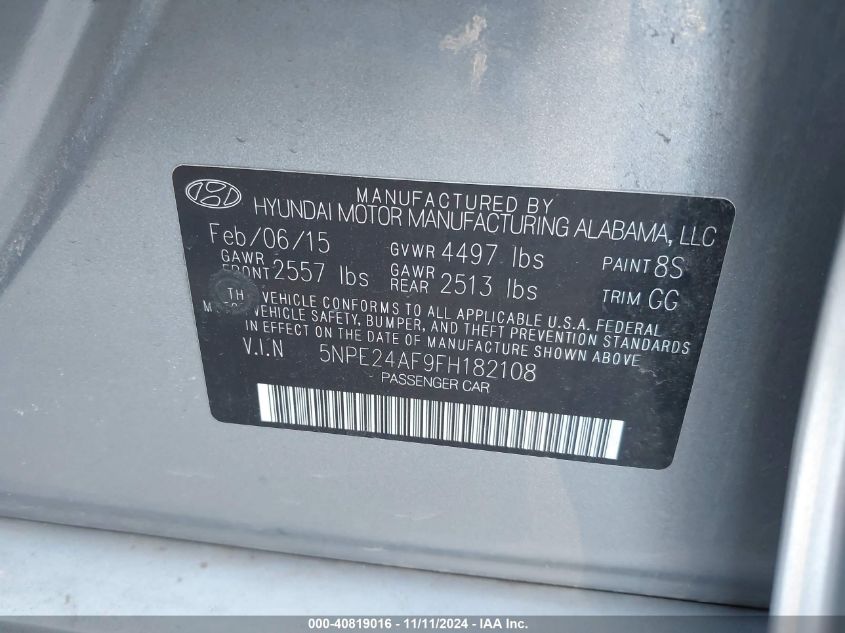 MANUFACTURED BY
HYUNDAI MOTOR MANUFACTURING ALABAMA, LLC
Feb/06/15 GVWR 4497 lbs PAINT 8S
GAWR FRONT 2557 lbs GAWR REAR 2513 lbs TRIM GG
TH VEHICLE CONFORMS TO ALL APPLICABLE U.S.A. FEDERAL
VEHICLE SAFETY, BUMPER, AND THEFT PREVENTION STANDARDS
IN EFFECT ON THE DATE OF MANUFACTURE SHOWN ABOVE.
V.I.N 5NPE24AF9FH182108
PASSENGER CAR
000-40819016 - 11/11/2024 - IAA Inc.